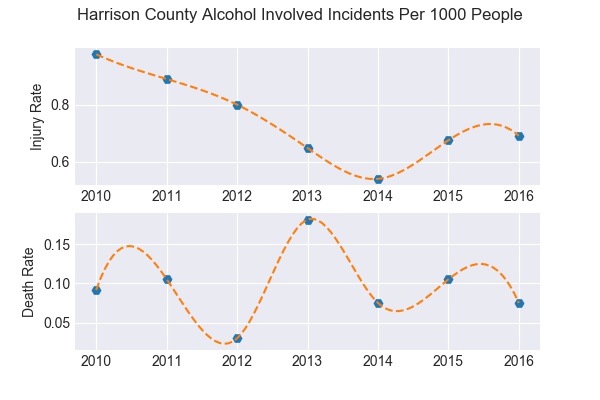 Harrison County Alcohol Involved Incidents Per 1000 People
Injury Rate
0.8
0.6
2010 2011 2012 2013 2014 2015 2016
Death Rate
0.15
0.10
0.05
2010 2011 2012 2013 2014 2015 2016